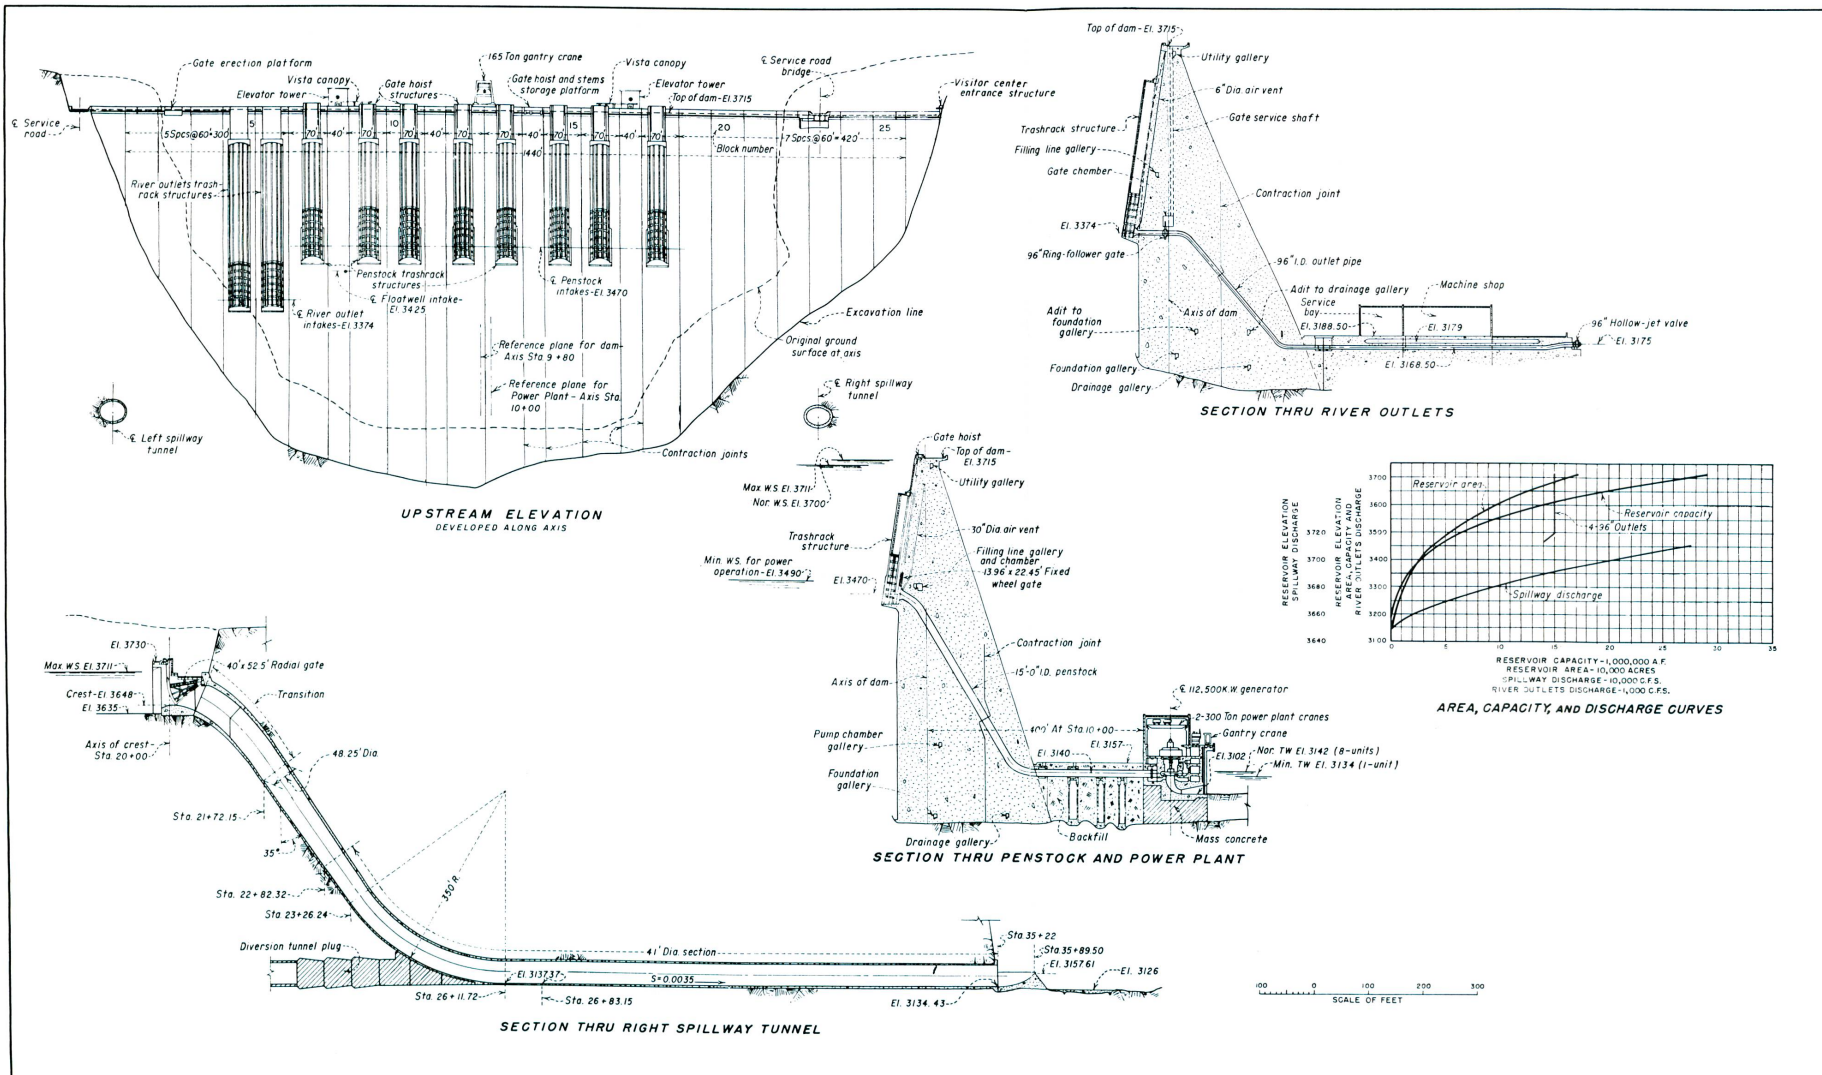 Gate erection platform
Vista canopy
Elevator tower
Gate hoist
structures
165 Ton gantry crane
Gate hoist and stems
storage platform
Vista canopy
Elevator tower
Top of dam-El.3715
℄ Service road
bridge
Visitor center
entrance structure
℄ Service
road
5 Spcs@60'=300'
5
10
15
20
25
70'
40'
70'
70'
40'
70'
70'
40'
70'
70'
40'
70'
7 Spcs.@60'=420'
Block number
1440'
River outlets trash-
rack structures
Penstock trashrack
structures
℄ Floatwell intake-
El.3425
℄ River outlet
intakes-El.3374
℄ Penstock
intakes-El.3470
Excavation line
Original ground
surface at axis
Reference plane for dam-
Axis Sta.9+80
Reference plane for
Power Plant - Axis Sta.
10+00
℄ Left spillway
tunnel
℄ Right spillway
tunnel
Contraction joints
UPSTREAM ELEVATION
DEVELOPED ALONG AXIS
Top of dam-El.3715
Utility gallery
6" Dia. air vent
Gate service shaft
Trashrack structure
Filling line gallery
Gate chamber
Contraction joint
El. 3374
96" Ring-follower gate
96" I.D. outlet pipe
Adit to drainage gallery
Machine shop
Service
bay
Adit to
foundation
gallery
Axis of dam
El. 3188.50
El. 3179
96" Hollow-jet valve
El. 3175
El. 3168.50
Foundation gallery
Drainage gallery
SECTION THRU RIVER OUTLETS
Gate hoist
Top of dam-
El.3715
Utility gallery
Max. W.S. El. 3711
Nor. W.S. El. 3700
30" Dia. air vent
Trashrack
structure
Filling line gallery
and chamber
13.96' x 22.45' Fixed
wheel gate
Min. W.S. for power
operation-El.3490
El.3470
Contraction joint
15'-0" I.D. penstock
Axis of dam
℄ 112,500 K.W. generator
2-300 Ton power plant cranes
Gantry crane
400' At Sta.10+00
Pump chamber
gallery
El. 3157
El. 3140
El. 3102
Nor. TW El. 3142 (8-units)
Min. TW El. 3134 (1-unit)
Foundation
gallery
Drainage gallery
Backfill
Mass concrete
SECTION THRU PENSTOCK AND POWER PLANT
RESERVOIR ELEVATION
SPILLWAY DISCHARGE
3720
3700
3680
3660
3640
RESERVOIR ELEVATION
AREA, CAPACITY AND
RIVER OUTLETS DISCHARGE
3700
3600
3500
3400
3300
3200
3100
Reservoir area
Reservoir capacity
4-96" Outlets
Spillway discharge
0
5
10
15
20
25
30
35
RESERVOIR CAPACITY-1,000,000 A.F.
RESERVOIR AREA-10,000 ACRES
SPILLWAY DISCHARGE-10,000 C.F.S.
RIVER OUTLETS DISCHARGE-1,000 C.F.S.
AREA, CAPACITY, AND DISCHARGE CURVES
El. 3730
Max. W.S. El. 3711
40' x 52.5' Radial gate
Transition
Crest-El 3648
El. 3635
Axis of crest-
Sta. 20+00
48.25' Dia.
Sta. 21+72.15
35°
Sta. 22+82.32
Sta. 23+26.24
350' R.
Diversion tunnel plug
41' Dia. section
Sta. 35+22
Sta. 35+89.50
El. 3157.61
El. 3126
El. 3137.37
S=0.0035
Sta. 26+11.72
Sta. 26+83.15
El. 3134.43
SECTION THRU RIGHT SPILLWAY TUNNEL
100
0
100
200
300
SCALE OF FEET